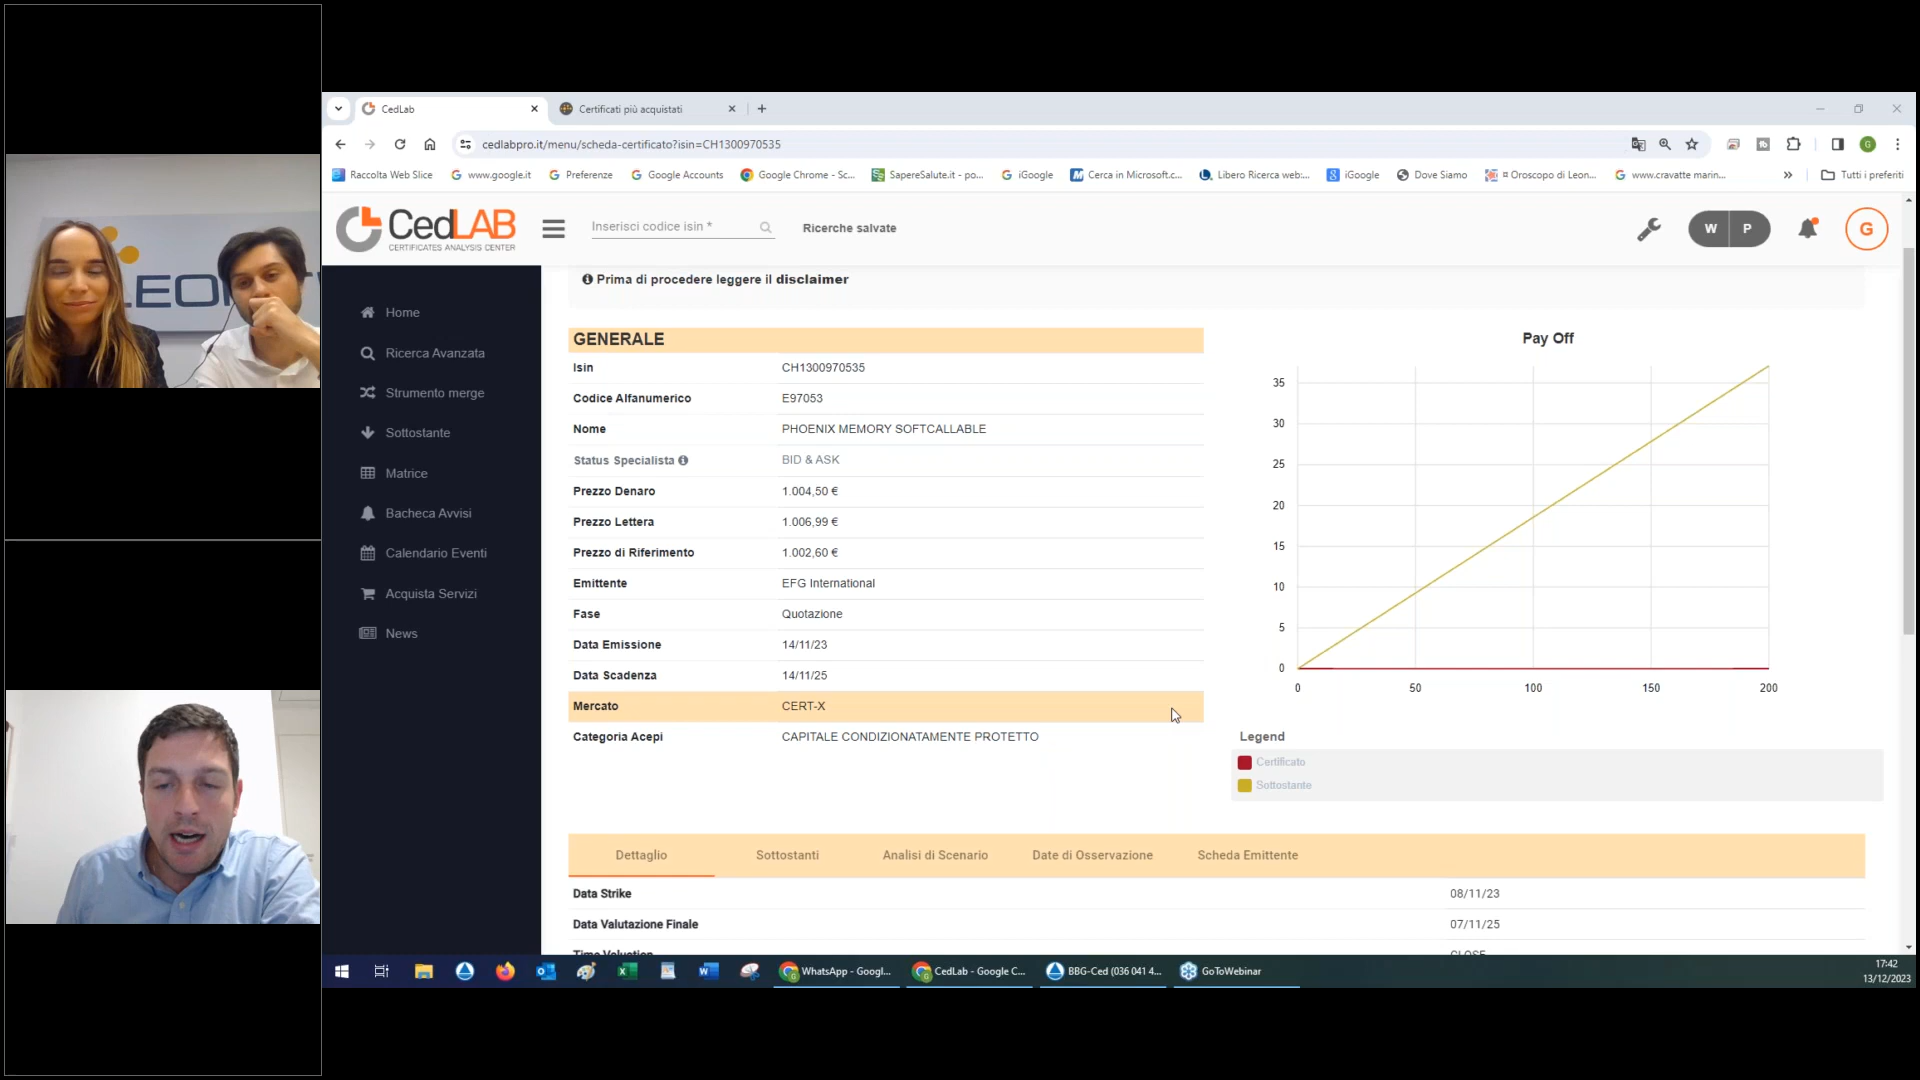 LEON
CedLab
Certificati più acquistati
cedlabpro.it/menu/scheda-certificato?isin=CH1300970535
Raccolta Web Slice
www.google.it
Preferenze
Google Accounts
Google Chrome - Sc...
SapereSalute.it - po...
iGoogle
Cerca in Microsoft.c...
Libero Ricerca web:...
iGoogle
Dove Siamo
¤ Oroscopo di Leon...
www.cravatte marin...
»
Tutti i preferiti
CedLAB
CERTIFICATES ANALYSIS CENTER
Inserisci codice isin *
Ricerche salvate
W P
G
Home
Ricerca Avanzata
Strumento merge
Sottostante
Matrice
Bacheca Avvisi
Calendario Eventi
Acquista Servizi
News
Prima di procedere leggere il disclaimer
GENERALE
Isin CH1300970535
Codice Alfanumerico E97053
Nome PHOENIX MEMORY SOFTCALLABLE
Status Specialista BID & ASK
Prezzo Denaro 1.004,50 €
Prezzo Lettera 1.006,99 €
Prezzo di Riferimento 1.002,60 €
Emittente EFG International
Fase Quotazione
Data Emissione 14/11/23
Data Scadenza 14/11/25
Mercato CERT-X
Categoria Acepi CAPITALE CONDIZIONATAMENTE PROTETTO
Pay Off
35
30
25
20
15
10
5
0
0 50 100 150 200
Legend
Certificato
Sottostante
Dettaglio Sottostanti Analisi di Scenario Date di Osservazione Scheda Emittente
Data Strike 08/11/23
Data Valutazione Finale 07/11/25
Time Valuation CLOSE
WhatsApp - Googl...
CedLab - Google C...
BBG-Ced (036 041 4...
GoToWebinar
17:42
13/12/2023